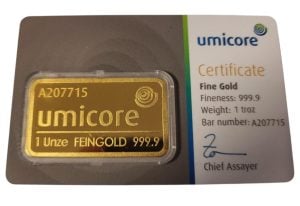 A207715
umicore
1 Unze FEINGOLD 999.9
umicore
Certificate
Fine Gold
Fineness: 999.9
Weight: 1 troz
Bar number: A207715
Chief Assayer